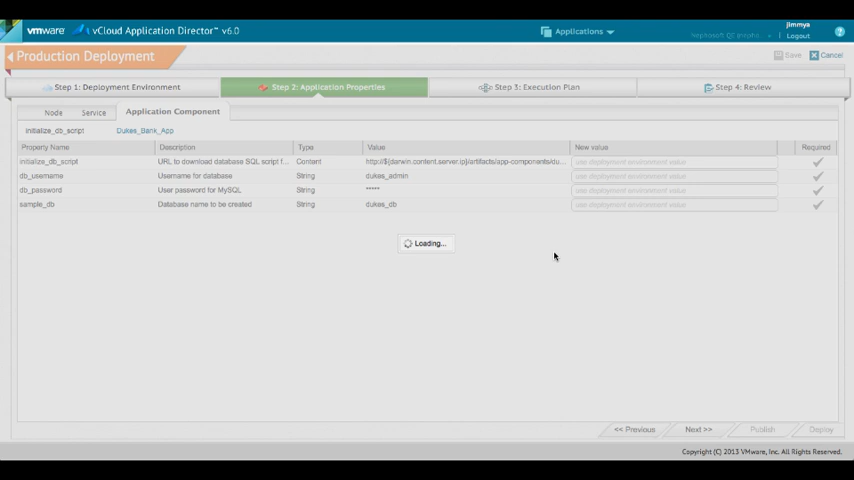 jimmya
vmware vCloud Application Director™ v6.0 Applications Logout
Production Deployment Save Cancel
Step 1: Deployment Environment Step 2: Application Properties Step 3: Execution Plan Step 4: Review
Node Service Application Component
initialize_db_script Dukes_Bank_App
Property Name Description Type Value New value Required
initialize_db_script URL to download database SQL script f... Content http://${darwin.content.server.ip}/artifacts/app-components/du... use deployment environment value
db_username Username for database String dukes_admin use deployment environment value
db_password User password for MySQL String ***** use deployment environment value
sample_db Database name to be created String dukes_db use deployment environment value
Loading...
<< Previous Next >> Publish Deploy
Copyright (C) 2013 VMware, Inc. All Rights Reserved.